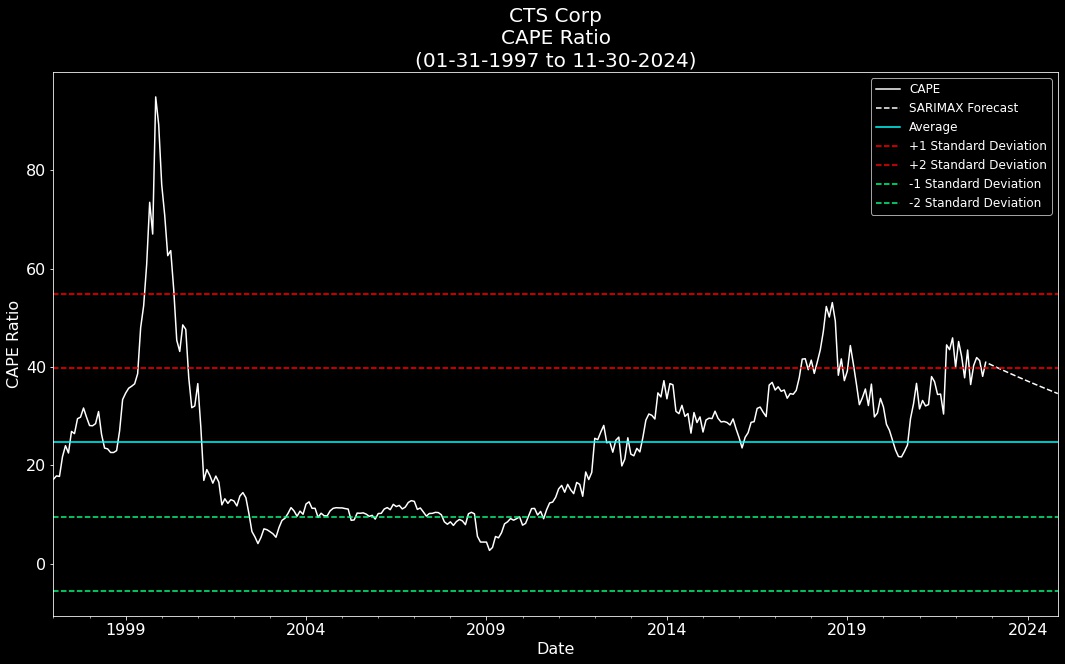 CTS Corp
CAPE Ratio
(01-31-1997 to 11-30-2024)
CAPE
SARIMAX Forecast
Average
+1 Standard Deviation
+2 Standard Deviation
-1 Standard Deviation
-2 Standard Deviation
CAPE Ratio
80
60
40
20
0
1999
2004
2009
2014
2019
2024
Date